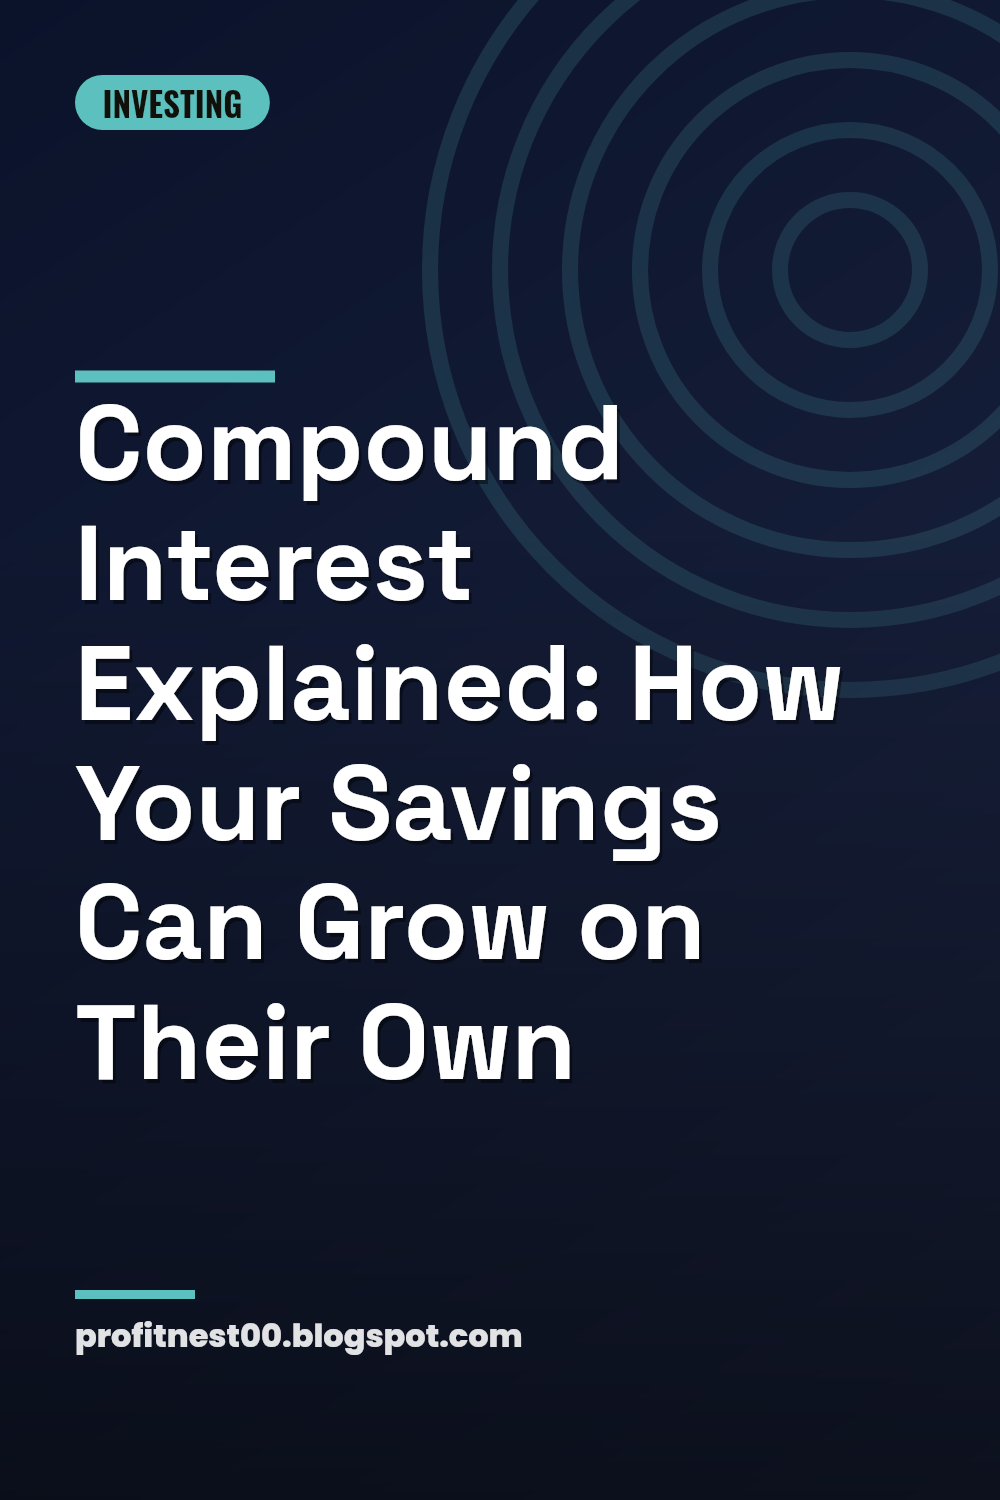 INVESTING
Compound
Interest
Explained: How
Your Savings
Can Grow on
Their Own
profitnest00.blogspot.com